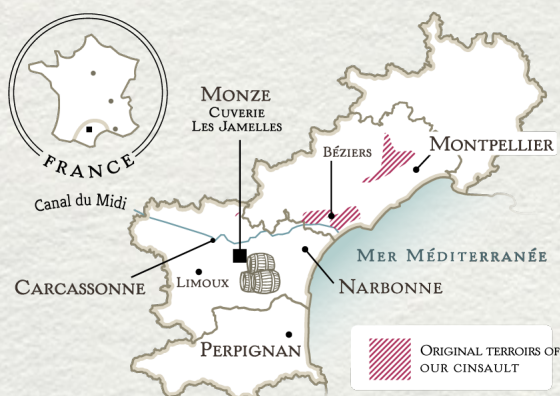 FRANCE
Canal du Midi
MONZE
CUVERIE
LES JAMELLES
BÉZIERS
MONTPELLIER
MER MÉDITERRANÉE
CARCASSONNE
LIMOUX
NARBONNE
PERPIGNAN
ORIGINAL TERROIRS OF
OUR CINSAULT